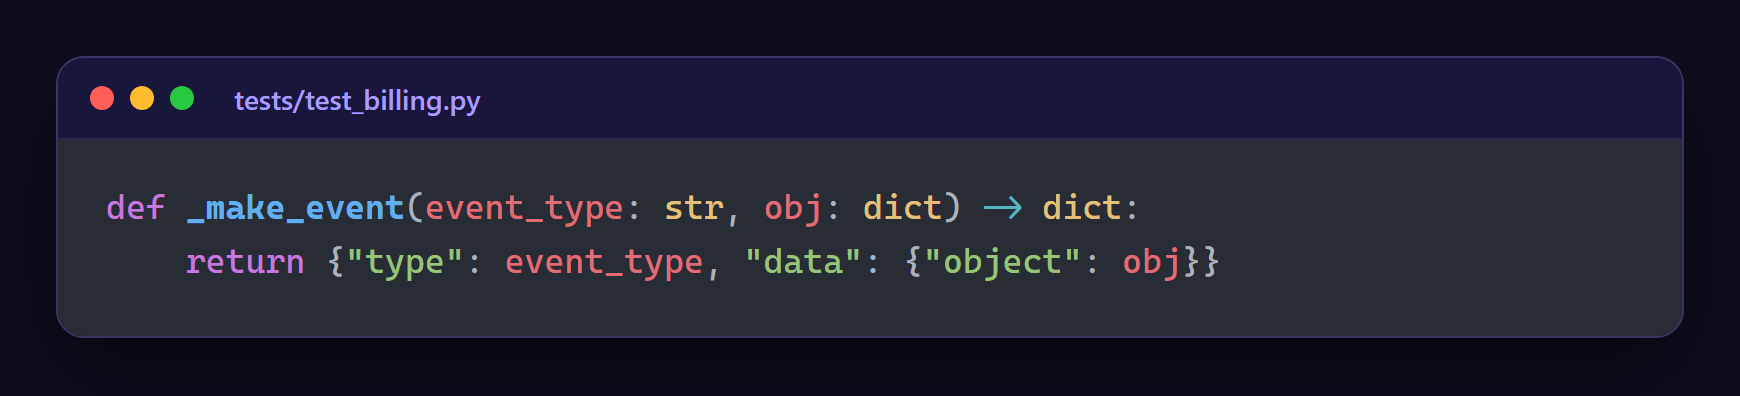 tests/test_billing.py
def _make_event(event_type: str, obj: dict) -> dict:
    return {"type": event_type, "data": {"object": obj}}